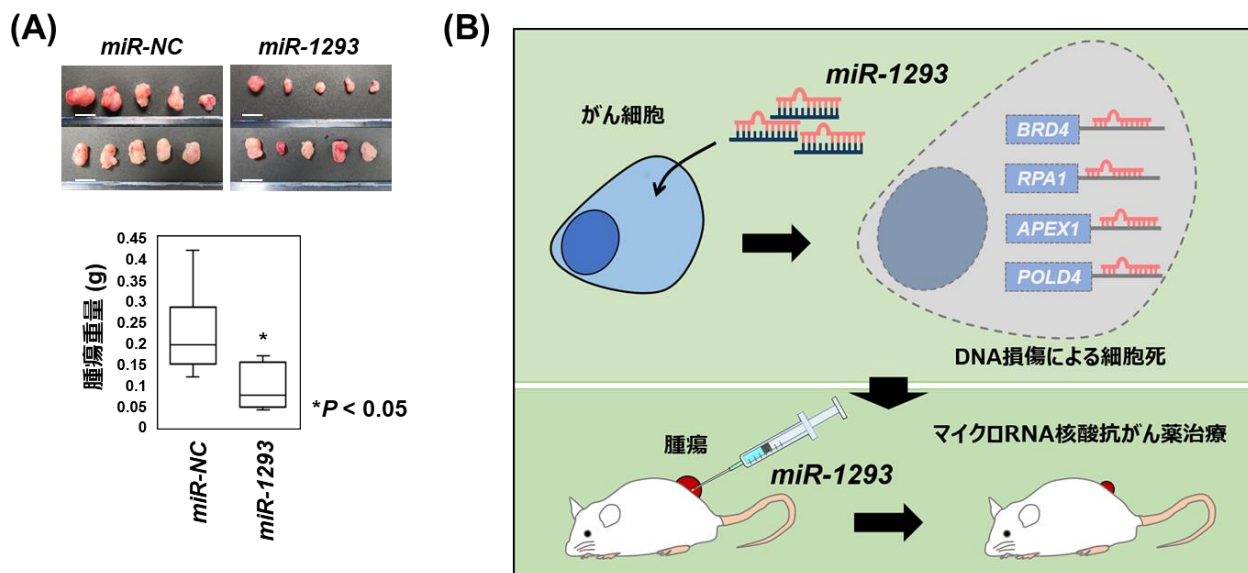 (A)
miR-NC
miR-1293
0.45
0.4
0.35
0.3
0.25
0.2
0.15
0.1
0.05
0
腫瘍重量 (g)
*
*P < 0.05
miR-NC
miR-1293
(B)
miR-1293
がん細胞
BRD4
RPA1
APEX1
POLD4
DNA損傷による細胞死
腫瘍
miR-1293
マイクロRNA核酸抗がん薬治療